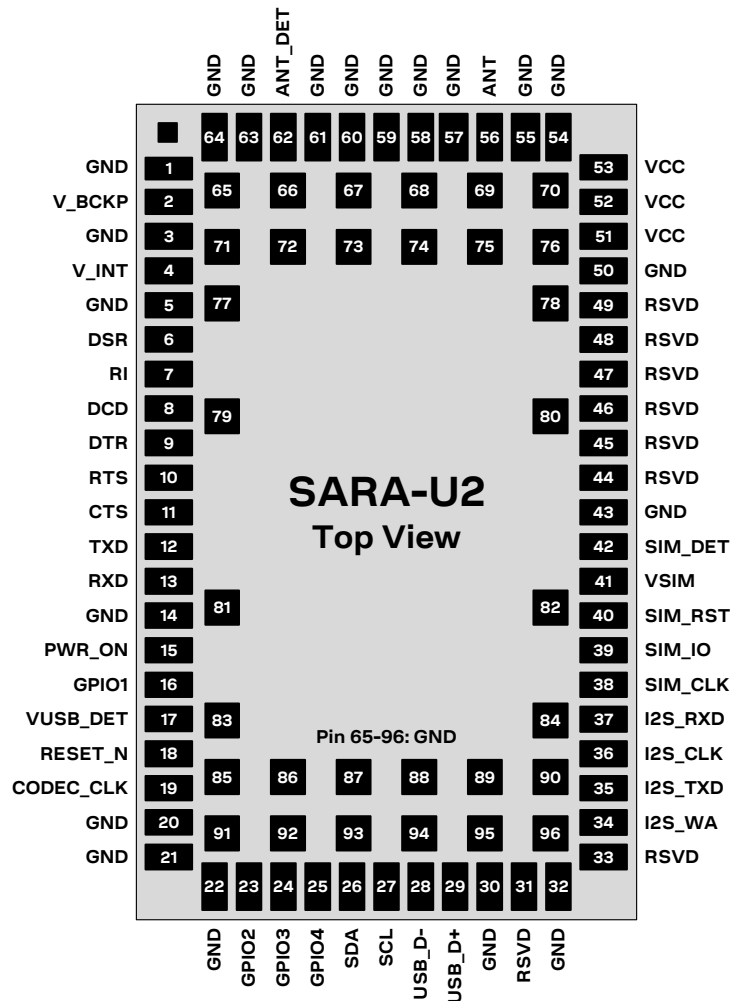 GND GND ANT_DET GND GND GND GND GND ANT GND GND
64 63 62 61 60 59 58 57 56 55 54
GND 1 53 VCC
65 66 67 68 69 70
V_BCKP 2 52 VCC
GND 3 51 VCC
71 72 73 74 75 76
V_INT 4 50 GND
GND 5 77 78 49 RSVD
DSR 6 48 RSVD
RI 7 47 RSVD
DCD 8 79 80 46 RSVD
DTR 9 45 RSVD
RTS 10 44 RSVD
SARA-U2
CTS 11 43 GND
Top View
TXD 12 42 SIM_DET
RXD 13 41 VSIM
GND 14 81 82 40 SIM_RST
PWR_ON 15 39 SIM_IO
GPIO1 16 38 SIM_CLK
VUSB_DET 17 83 84 37 I2S_RXD
Pin 65-96: GND
RESET_N 18 36 I2S_CLK
85 86 87 88 89 90
CODEC_CLK 19 35 I2S_TXD
GND 20 34 I2S_WA
91 92 93 94 95 96
GND 21 33 RSVD
22 23 24 25 26 27 28 29 30 31 32
GND GPIO2 GPIO3 GPIO4 SDA SCL USB_D- USB_D+ GND RSVD GND